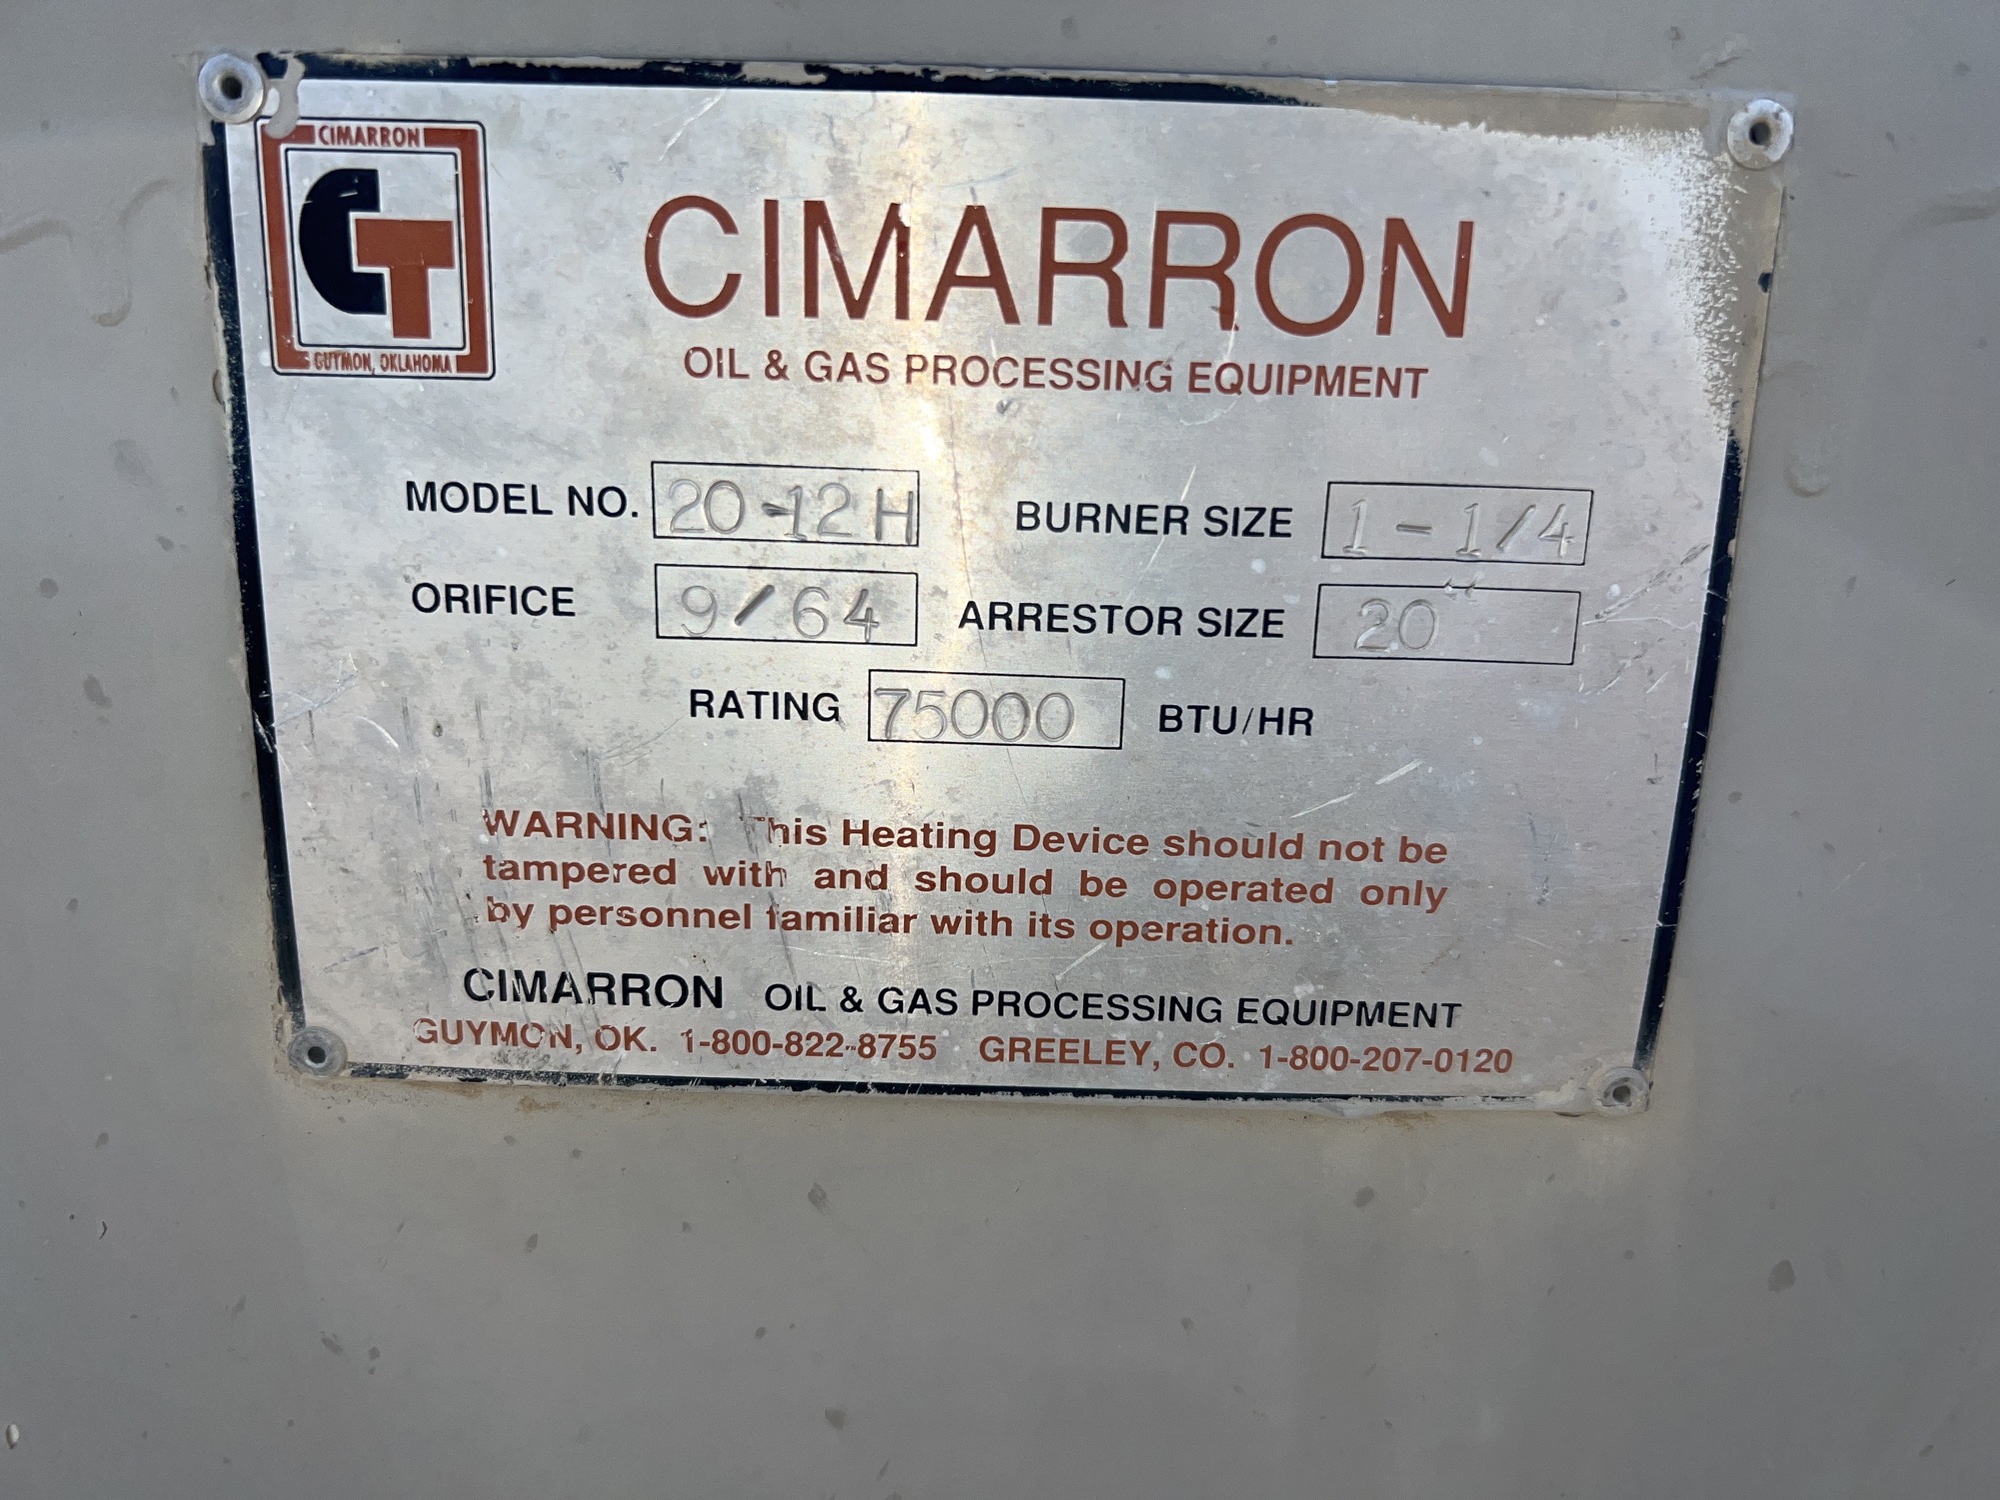 CIMARRON
CT
GUYMON, OKLAHOMA
CIMARRON
OIL & GAS PROCESSING EQUIPMENT
MODEL NO. 20-12H BURNER SIZE 1-1/4
ORIFICE 9/64 ARRESTOR SIZE 20"
RATING 75000 BTU/HR
WARNING: This Heating Device should not be
tampered with and should be operated only
by personnel familiar with its operation.
CIMARRON OIL & GAS PROCESSING EQUIPMENT
GUYMON, OK. 1-800-822-8755 GREELEY, CO. 1-800-207-0120